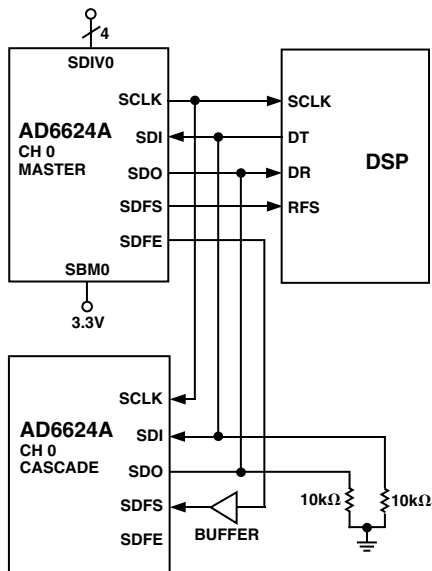 4
SDIV0
SCLK
AD6624A
CH 0
MASTER
SDI
SDO
SDFS
SDFE
SBM0
3.3V
SCLK
DT
DR
RFS
DSP
SCLK
AD6624A
CH 0
CASCADE
SDI
SDO
SDFS
SDFE
BUFFER
10kΩ
10kΩ